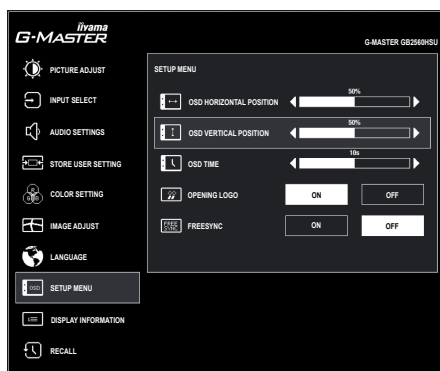 iiyama
G-MASTER
G-MASTER GB2560HSU
PICTURE ADJUST
INPUT SELECT
AUDIO SETTINGS
STORE USER SETTING
R
G B
COLOR SETTING
IMAGE ADJUST
LANGUAGE
OSD
SETUP MENU
DISPLAY INFORMATION
RECALL
SETUP MENU
50%
OSD HORIZONTAL POSITION
50%
OSD VERTICAL POSITION
10s
OSD TIME
OPENING LOGO ON OFF
FREE
SYNC
FREESYNC ON OFF